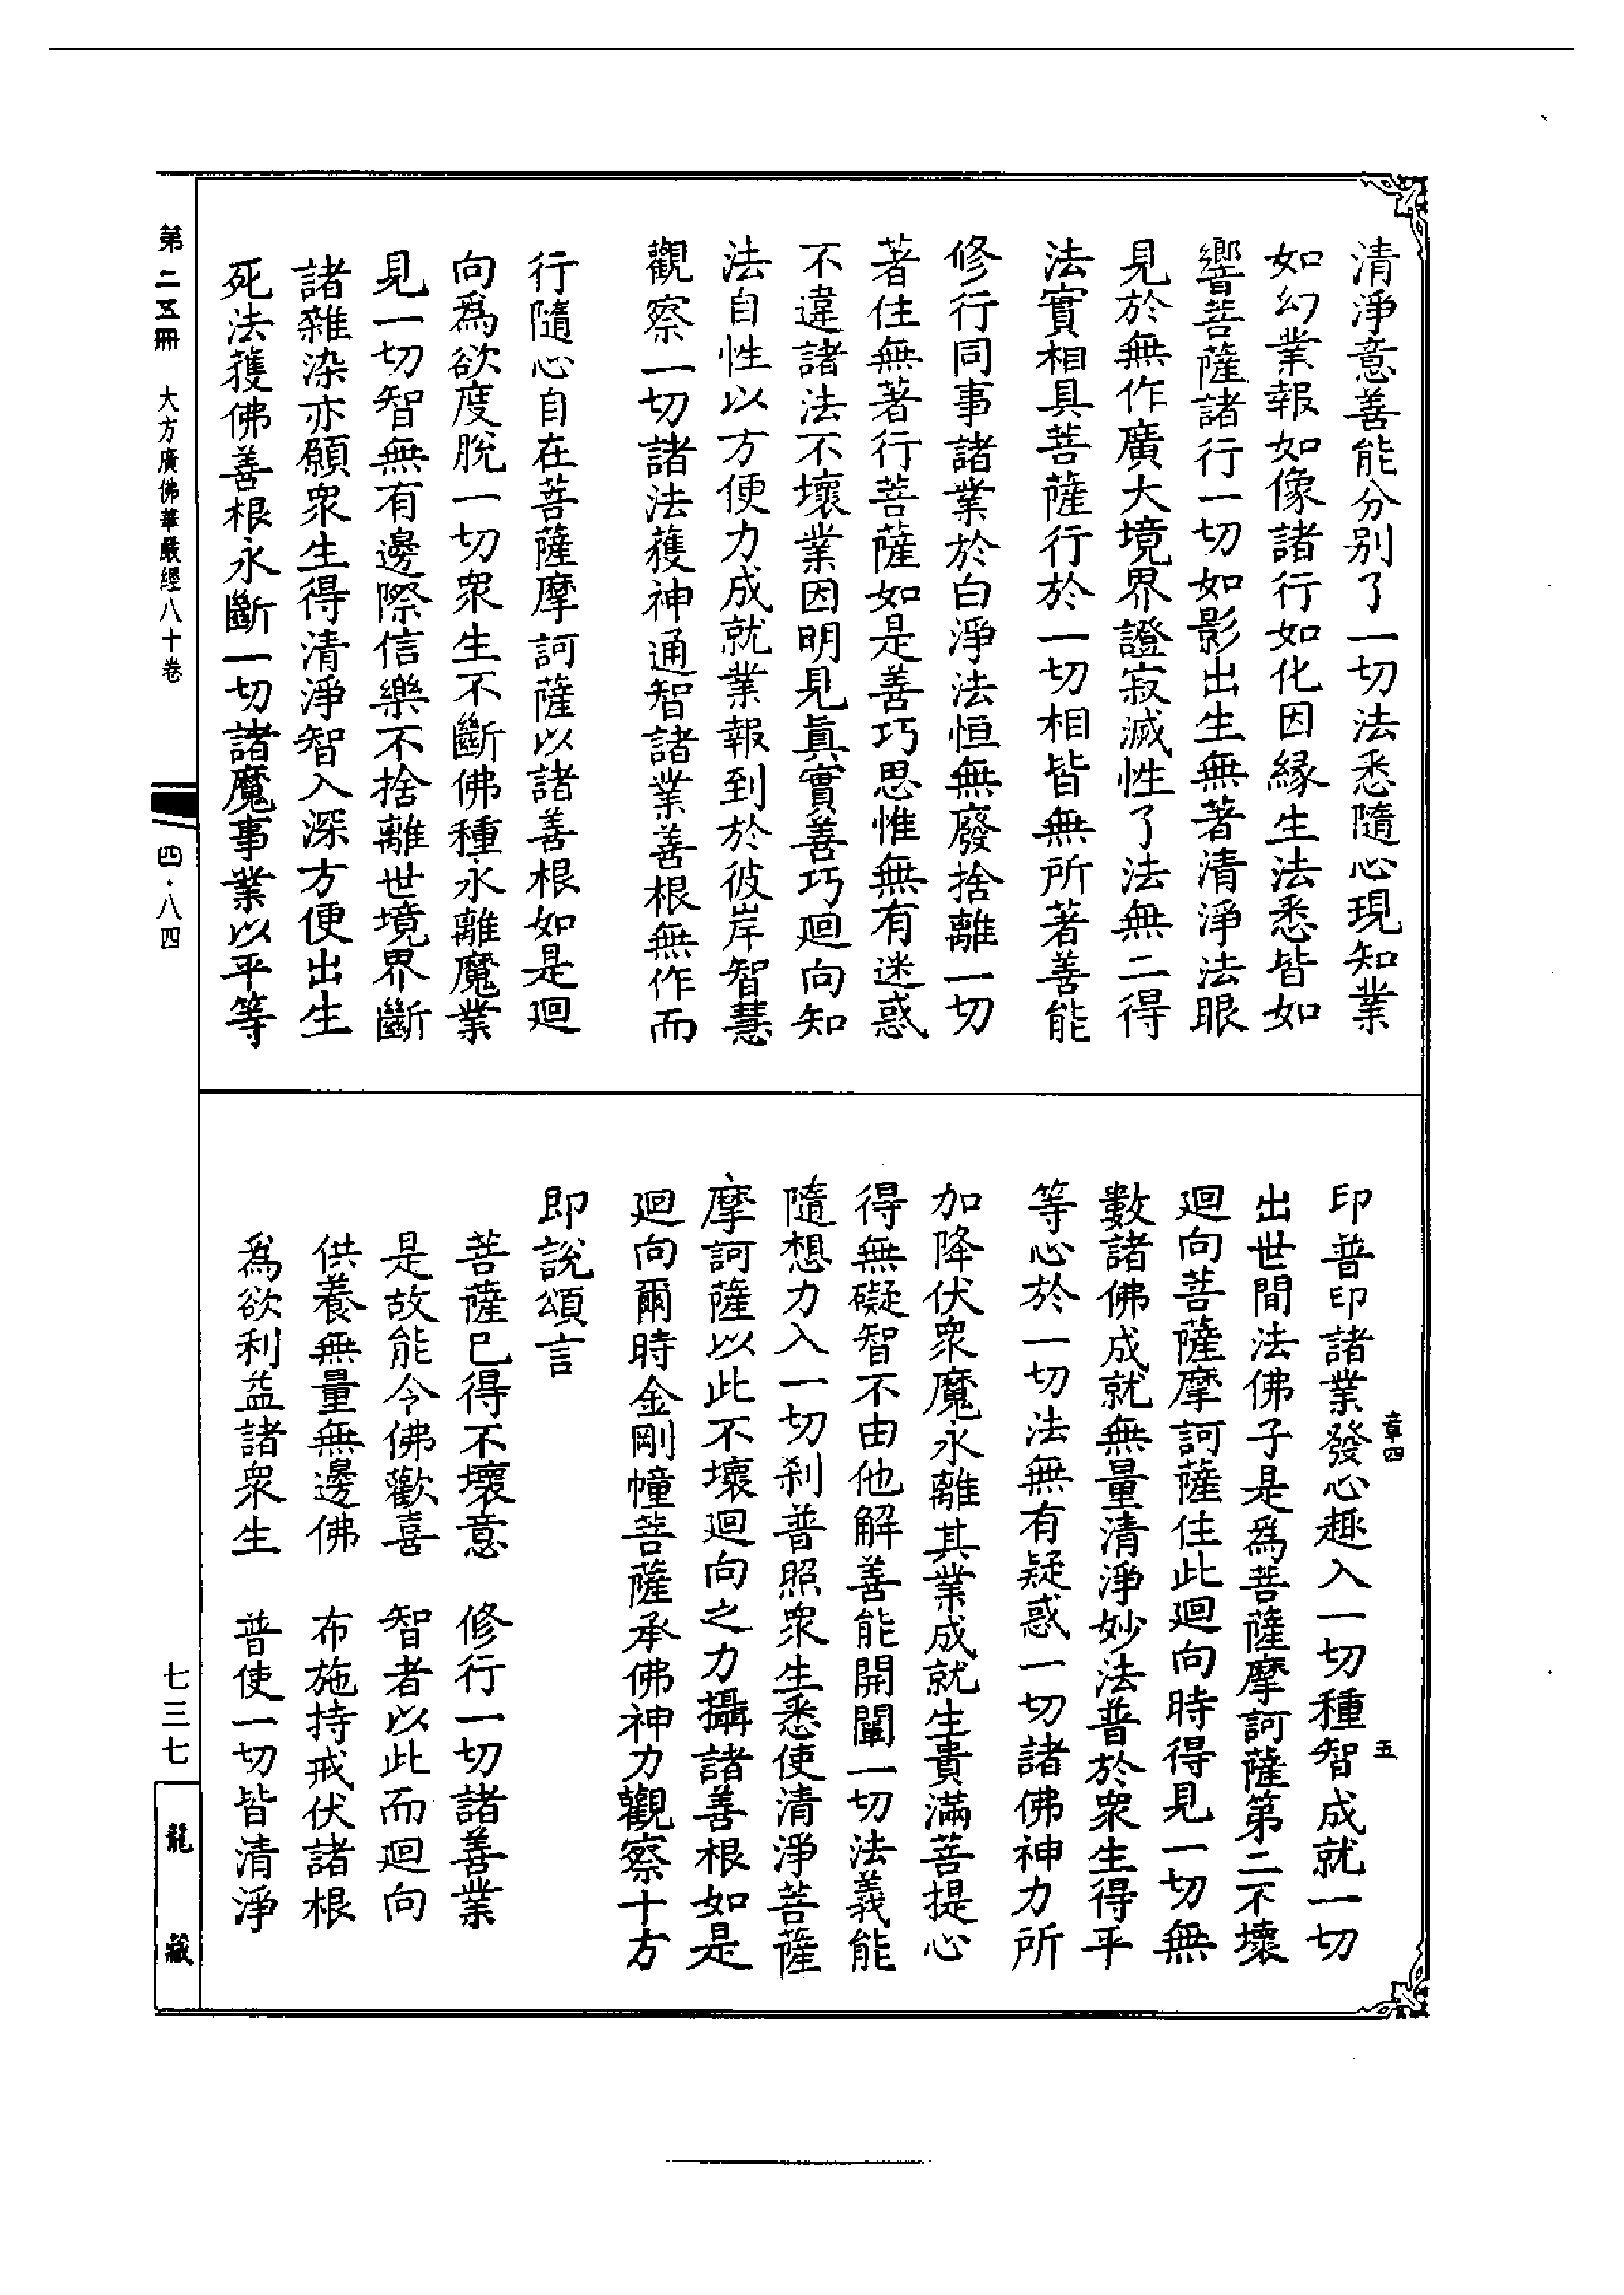 清淨意善能分别了一切法悉隨心現知業
如幻業報如像諸行如化因緣生法悉皆如
響菩薩諸行一切如影出生無著清淨法眼
見於無作廣大境界證寂滅性了法無二得
法實相具菩薩行於一切相皆無所著善能
修行同事諸業於白淨法恒無廢捨離一切
著住無著行菩薩如是善巧思惟無有迷惑
不違諸法不壞業因明見真實善巧迴向知
法自性以方便力成就業報到於彼岸智慧
觀察一切諸法獲神通智諸業善根無作而
行隨心自在菩薩摩訶薩以諸善根如是迴
向為欲度脫一切眾生不斷佛種永離魔業
見一切智無有邊際信樂不捨離世境界斷
諸雜染亦願眾生得清淨智入深方便出生
死法獲佛善根永斷一切諸魔事業以平等
印普印諸業發心趣入一切種智成就一切
出世間法佛子是為菩薩摩訶薩第二不壞
迴向菩薩摩訶薩住此迴向時得見一切無
數諸佛成就無量清淨妙法普於眾生得平
等心於一切法無有疑惑一切諸佛神力所
加降伏眾魔永離其業成就生貴滿菩提心
得無礙智不由他解善能開闡一切法義能
隨想力入一切刹普照眾生悉使清淨菩薩
摩訶薩以此不壞迴向之力攝諸善根如是
迴向爾時金剛幢菩薩承佛神力觀察十方
即說頌言
菩薩已得不壞意　修行一切諸善業
是故能令佛歡喜　智者以此而迴向
供養無量無邊佛　布施持戒伏諸根
為欲利益諸眾生　普使一切皆清淨
章四　五
第二五冊　大方廣佛華嚴經八十卷
四·八四
七三七
龍藏